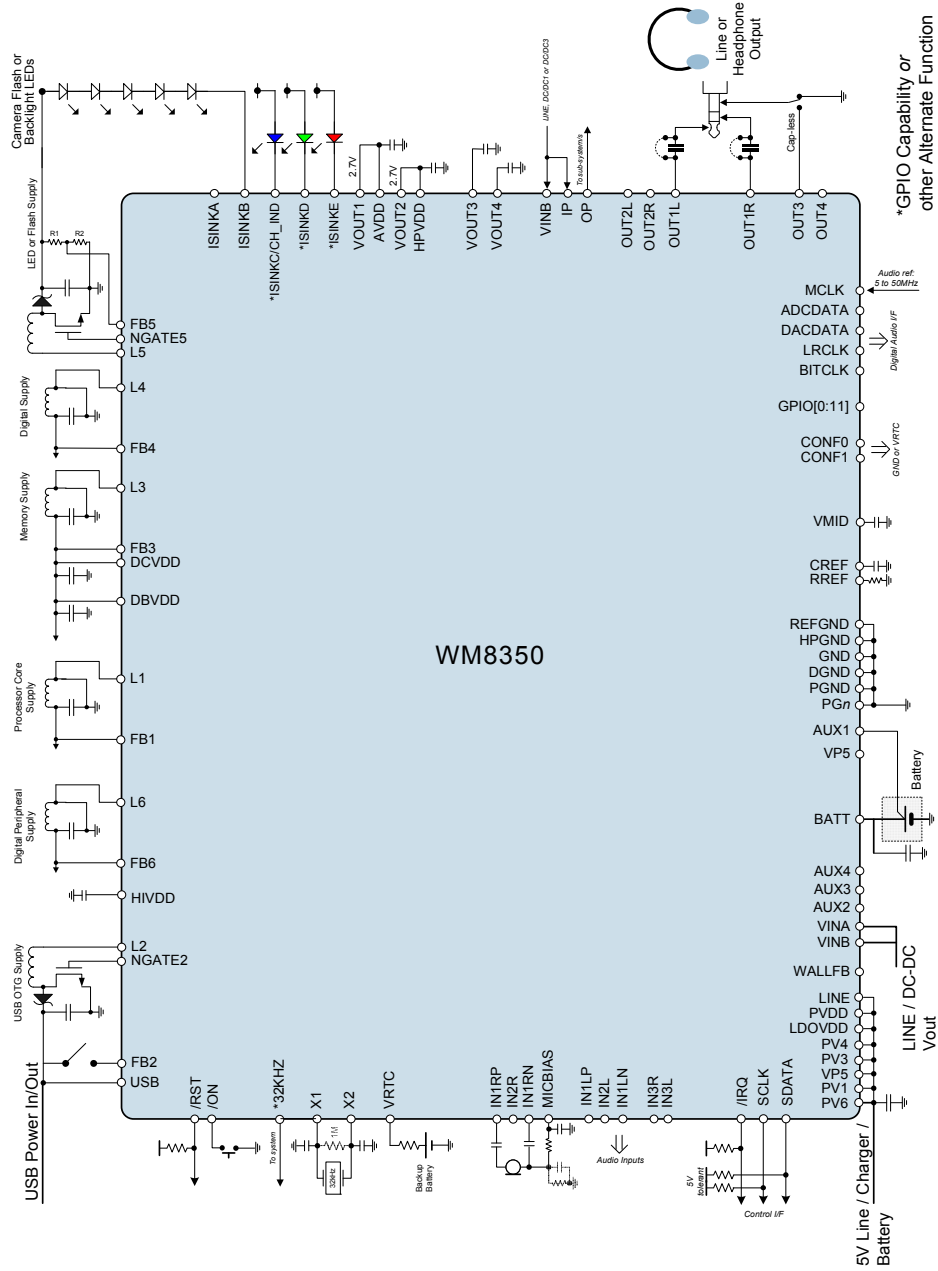 Camera Flash or
Backlight LEDs
LED or Flash Supply
R1
R2
Digital Supply
Memory Supply
Processor Core
Supply
Digital Peripheral
Supply
USB OTG Supply
USB Power In/Out
FB5
NGATE5
L5
L4
FB4
L3
FB3
DCVDD
DBVDD
L1
FB1
L6
FB6
HIVDD
L2
NGATE2
FB2
USB
ISINKA
ISINKB
*ISINKC/CH_IND
*ISINKD
*ISINKE
2.7V
VOUT1
AVDD
2.7V
VOUT2
HPVDD
VOUT3
VOUT4
LINE, DC/DC1 or DC/DC3
VINB
IP
To sub-system/s
OP
OUT2L
OUT2R
OUT1L
OUT1R
Cap-less
OUT3
OUT4
Line or
Headphone
Output
*GPIO Capability or
other Alternate Function
WM8350
MCLK
Audio ref:
5 to 50MHz
ADCDATA
DACDATA
LRCLK
BITCLK
Digital Audio I/F
GPIO[0:11]
CONF0
CONF1
GND or VRTC
VMID
CREF
RREF
REFGND
HPGND
GND
DGND
PGND
PGn
AUX1
VP5
Battery
BATT
AUX4
AUX3
AUX2
VINA
VINB
WALLFB
LINE
PVDD
LDOVDD
PV4
PV3
VP5
PV1
PV6
LINE / DC-DC
Vout
5V Line / Charger /
Battery
/RST
/ON
*32KHZ
To system
X1
1M
32kHz
X2
VRTC
Backup
Battery
IN1RP
IN2R
IN1RN
MICBIAS
IN1LP
IN2L
IN1LN
Audio Inputs
IN3R
IN3L
/IRQ
SCLK
SDATA
5V
tolerant
Control I/F